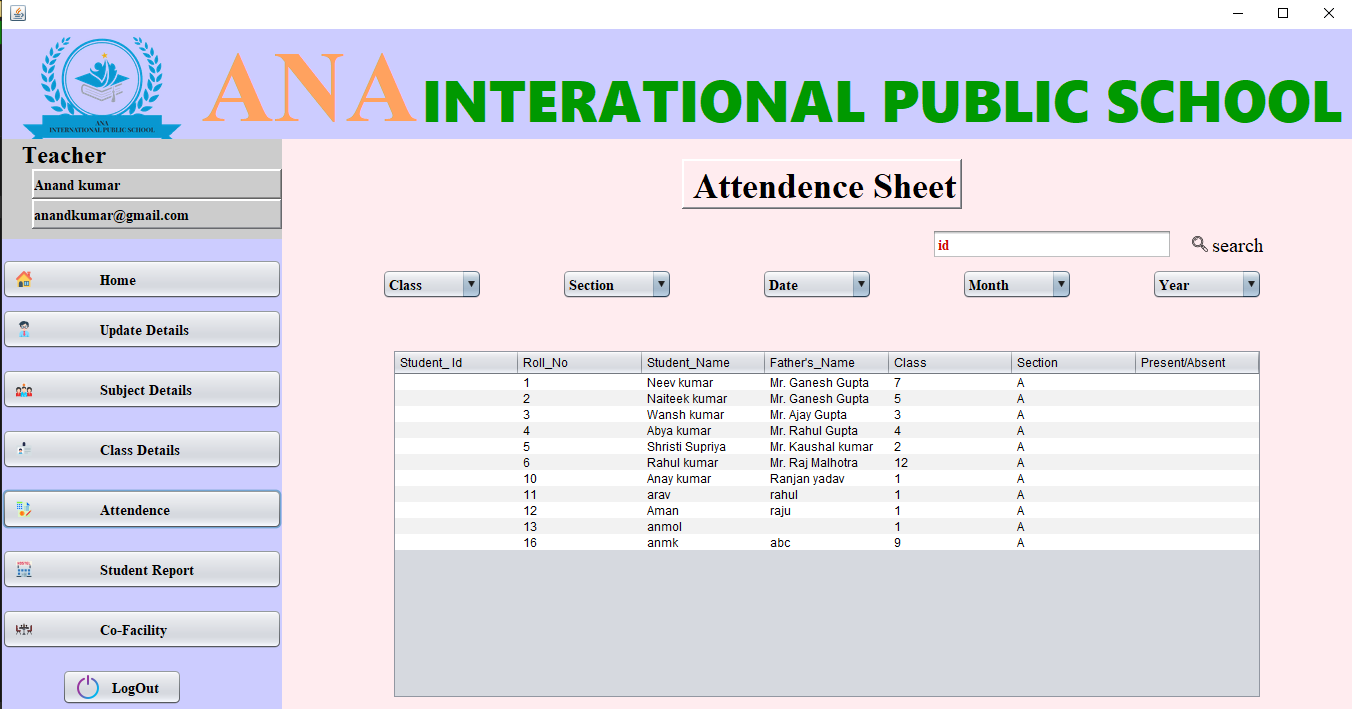 ANA INTERATIONAL PUBLIC SCHOOL
ANA
INTERNATIONAL PUBLIC SCHOOL
Teacher
Anand kumar
anandkumar@gmail.com
Home
Update Details
Subject Details
Class Details
Attendence
Student Report
Co-Facility
LogOut
Attendence Sheet
id search
Class Section Date Month Year
Student_ Id Roll_No Student_Name Father's_Name Class Section Present/Absent
1 Neev kumar Mr. Ganesh Gupta 7 A
2 Naiteek kumar Mr. Ganesh Gupta 5 A
3 Wansh kumar Mr. Ajay Gupta 3 A
4 Abya kumar Mr. Rahul Gupta 4 A
5 Shristi Supriya Mr. Kaushal kumar 2 A
6 Rahul kumar Mr. Raj Malhotra 12 A
10 Anay kumar Ranjan yadav 1 A
11 arav rahul 1 A
12 Aman raju 1 A
13 anmol 1 A
16 anmk abc 9 A